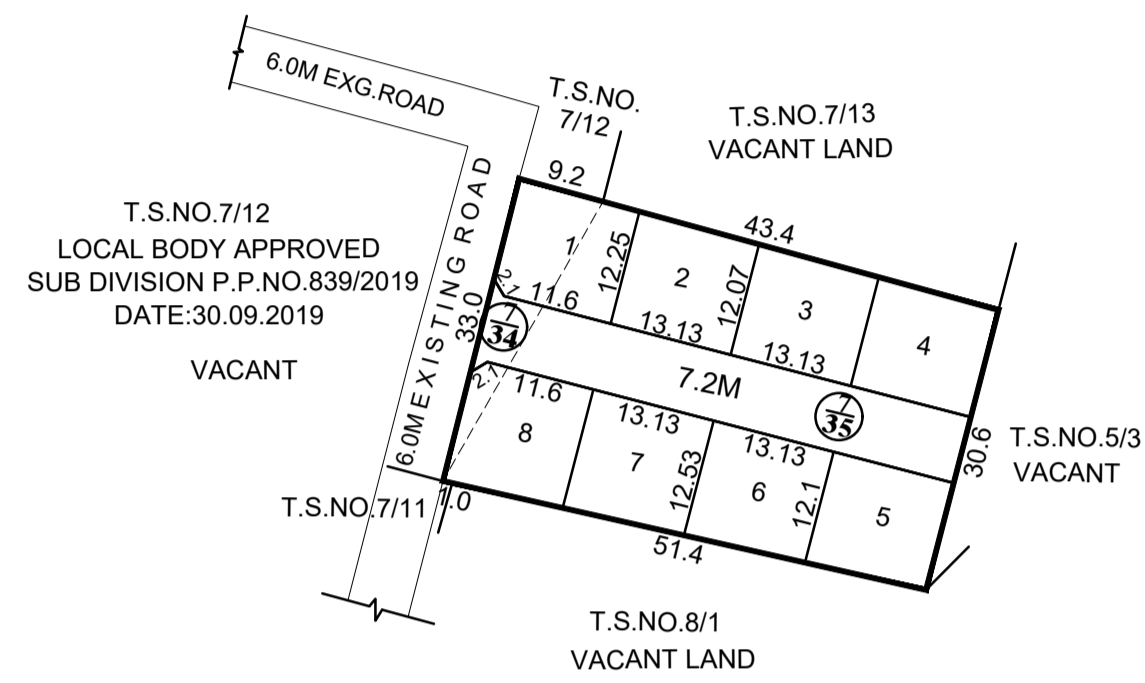 6.0M EXG.ROAD
T.S.NO.
7/12
T.S.NO.7/13
VACANT LAND
9.2
43.4
T.S.NO.7/12
LOCAL BODY APPROVED
SUB DIVISION P.P.NO.839/2019
DATE:30.09.2019
VACANT
6.0M EXISTING ROAD
33.0
1
12.25
2
12.07
3
4
2.7
11.6
13.13
13.13
7
34
7.2M
7
35
2.7
11.6
13.13
13.13
8
7
12.53
6
12.1
5
30.6
T.S.NO.5/3
VACANT
T.S.NO.7/11
1.0
51.4
T.S.NO.8/1
VACANT LAND